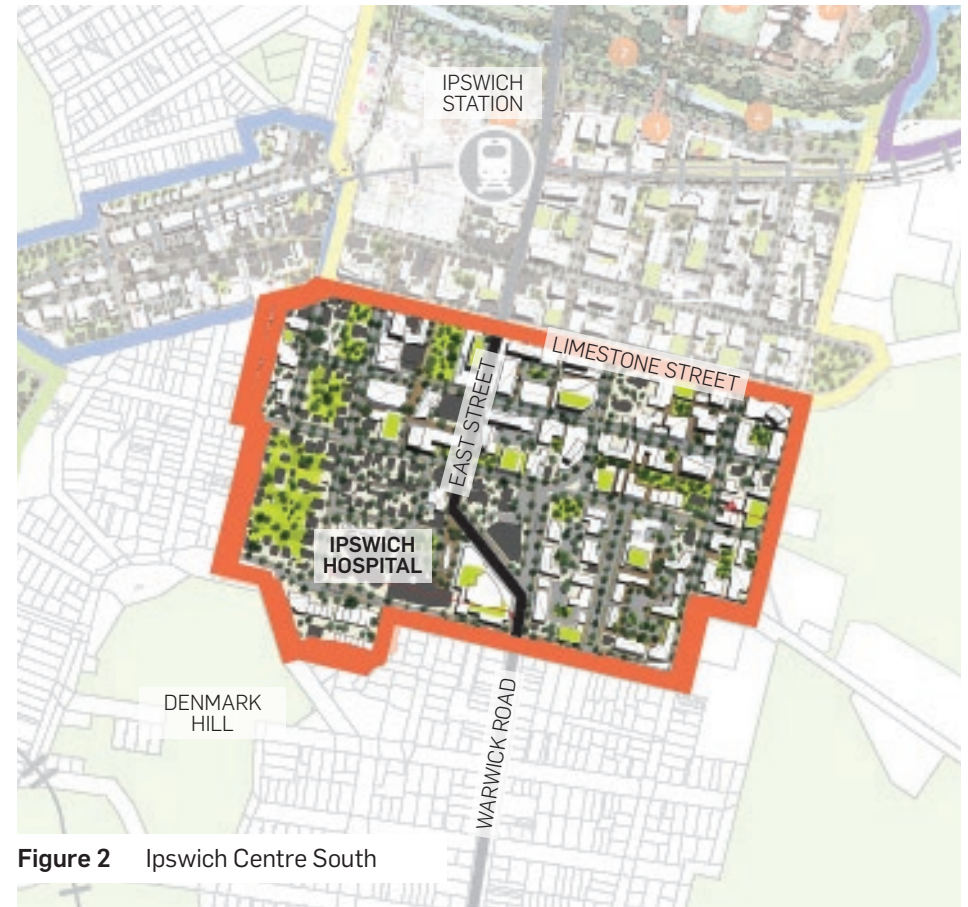 IPSWICH
STATION
LIMESTONE STREET
EAST STREET
IPSWICH
HOSPITAL
DENMARK
HILL
WARWICK ROAD
Figure 2 Ipswich Centre South